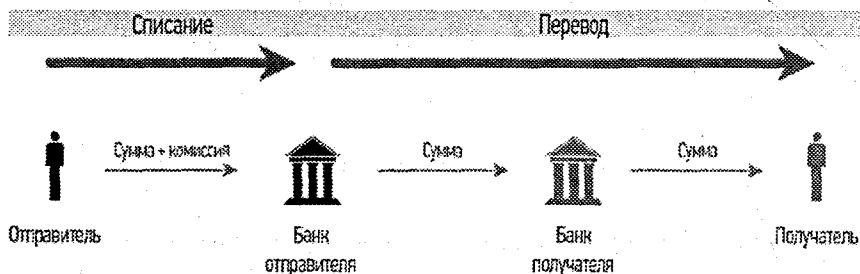 Списание Перевод
Сумма + комиссия Сумма Сумма
Отправитель Банк Банк Получатель
отправителя получателя